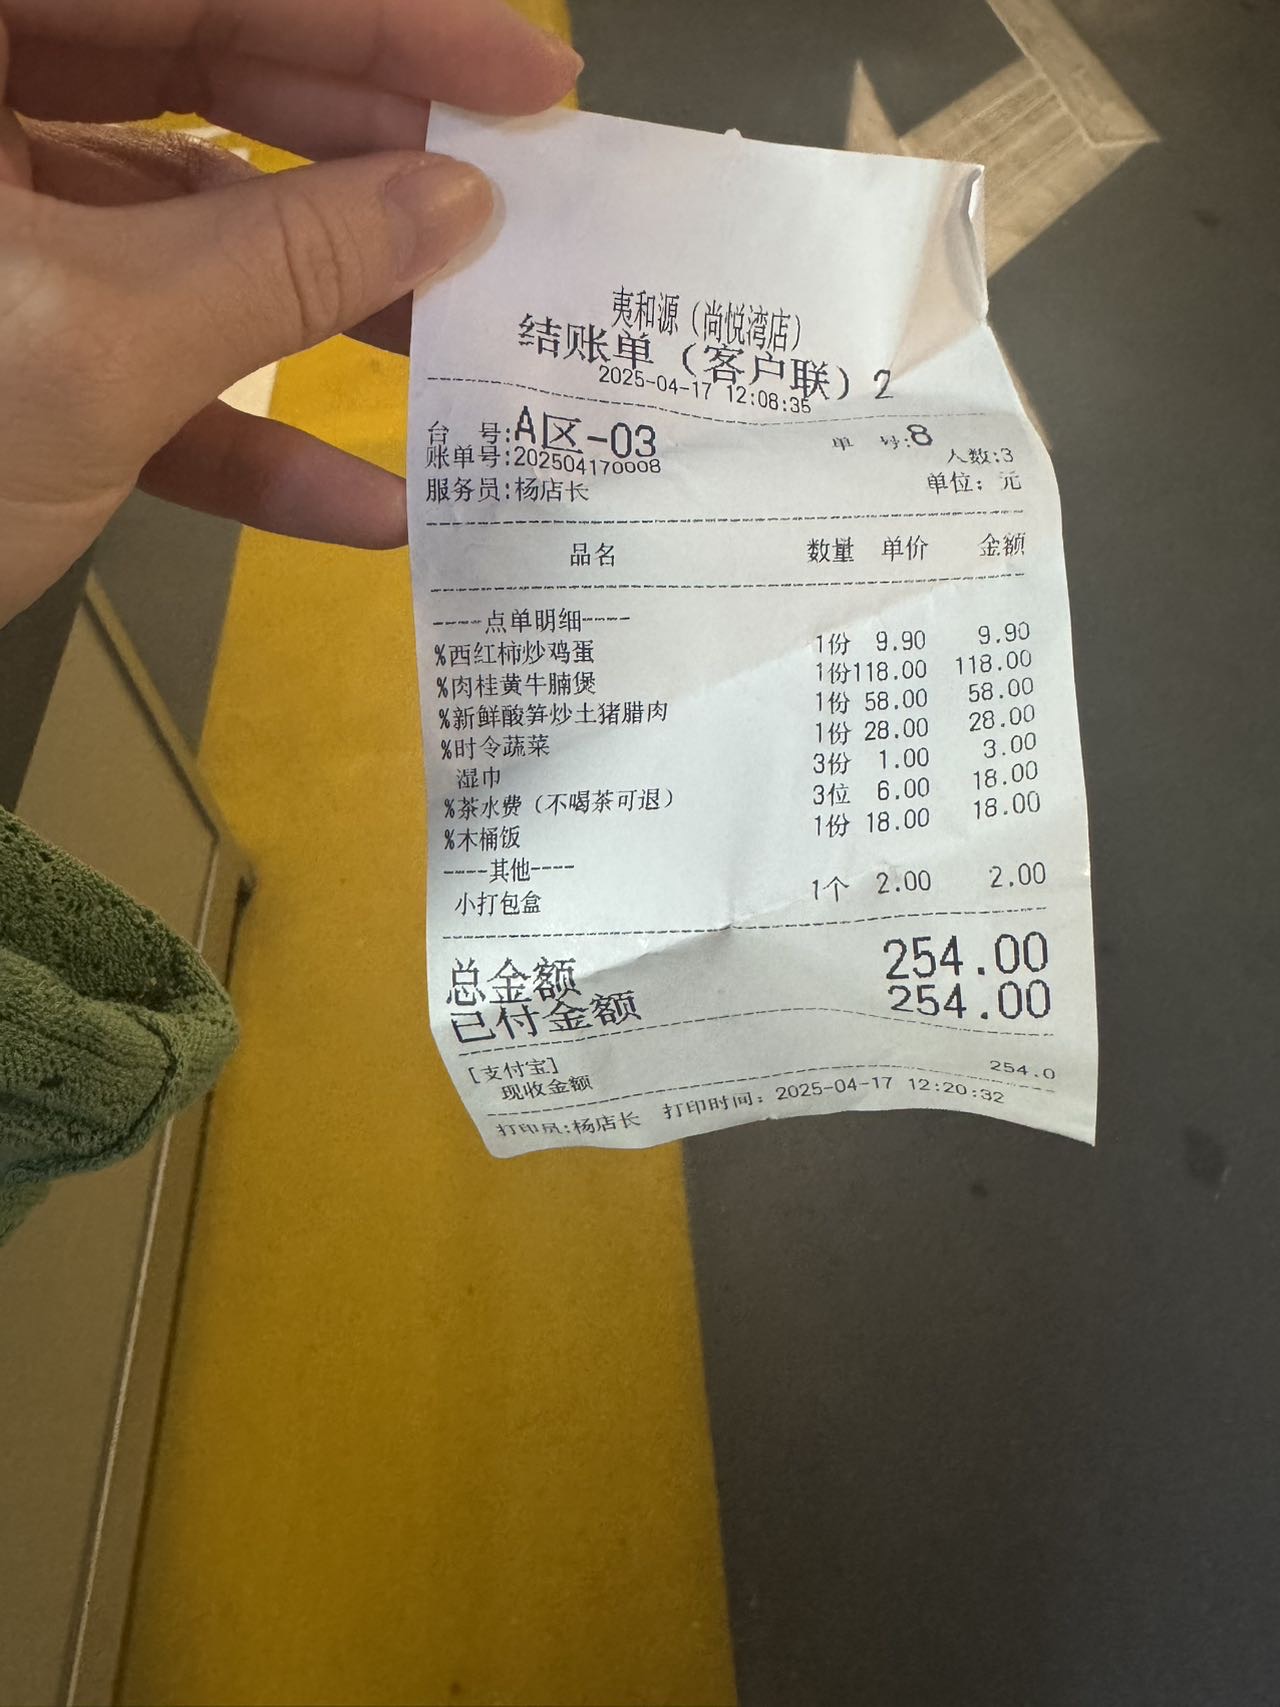 夷和源（尚悦湾店）
结账单（客户联）2
2025-04-17 12:08:35
台 号:A区-03 单 号:8
账单号:202504170008 人数:3
服务员:杨店长 单位：元
品名 数量 单价 金额
----点单明细----
%西红柿炒鸡蛋 1份 9.90 9.90
%肉桂黄牛腩煲 1份118.00 118.00
%新鲜酸笋炒土猪腊肉 1份 58.00 58.00
%时令蔬菜 1份 28.00 28.00
湿巾 3份 1.00 3.00
%茶水费（不喝茶可退） 3位 6.00 18.00
%木桶饭 1份 18.00 18.00
----其他----
小打包盒 1个 2.00 2.00
总金额 254.00
已付金额 254.00
[支付宝]
现收金额 254.0
打印员:杨店长 打印时间：2025-04-17 12:20:32